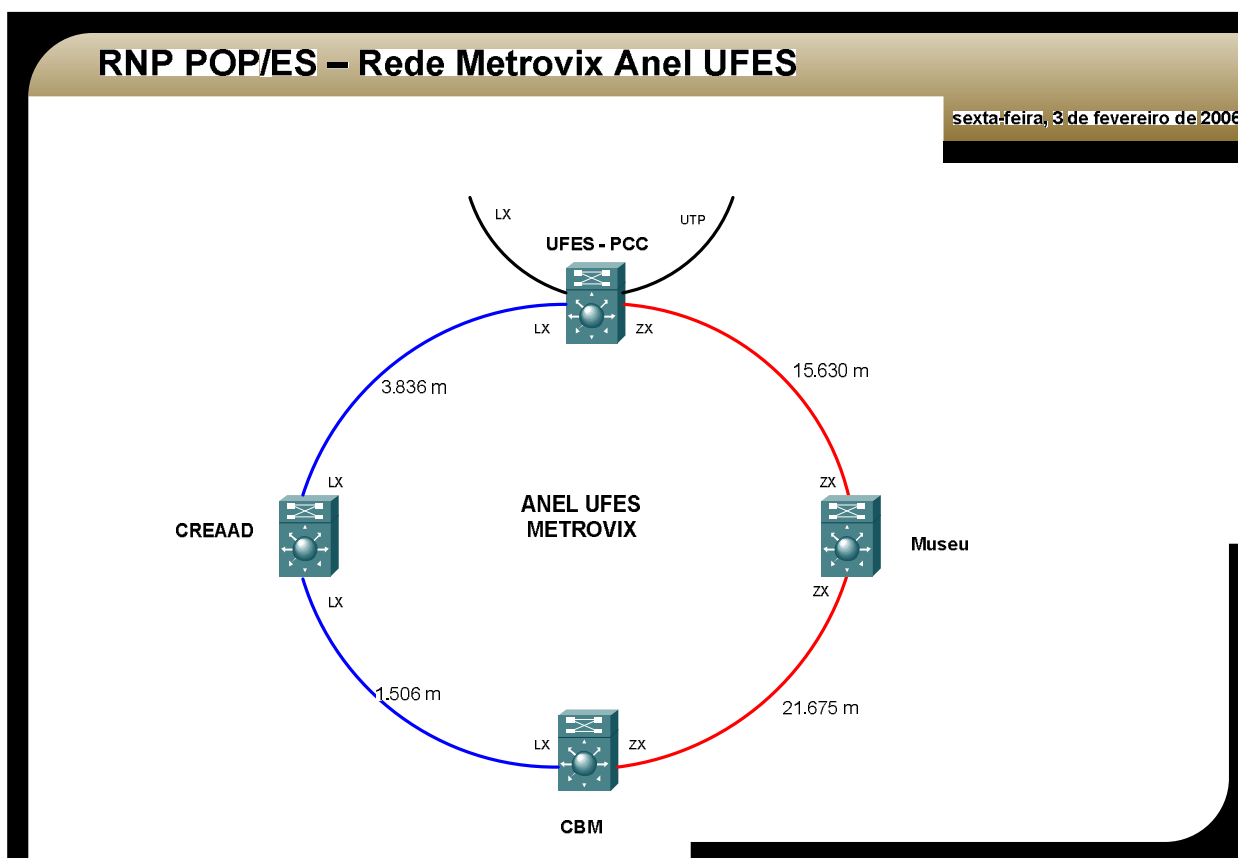 RNP POP/ES – Rede Metrovix Anel UFES
sexta-feira, 3 de fevereiro de 2006
LX
UTP
UFES - PCC
LX
ZX
3.836 m
15.630 m
LX
ZX
CREAAD
ANEL UFES
METROVIX
Museu
LX
ZX
1.506 m
21.675 m
LX
ZX
CBM